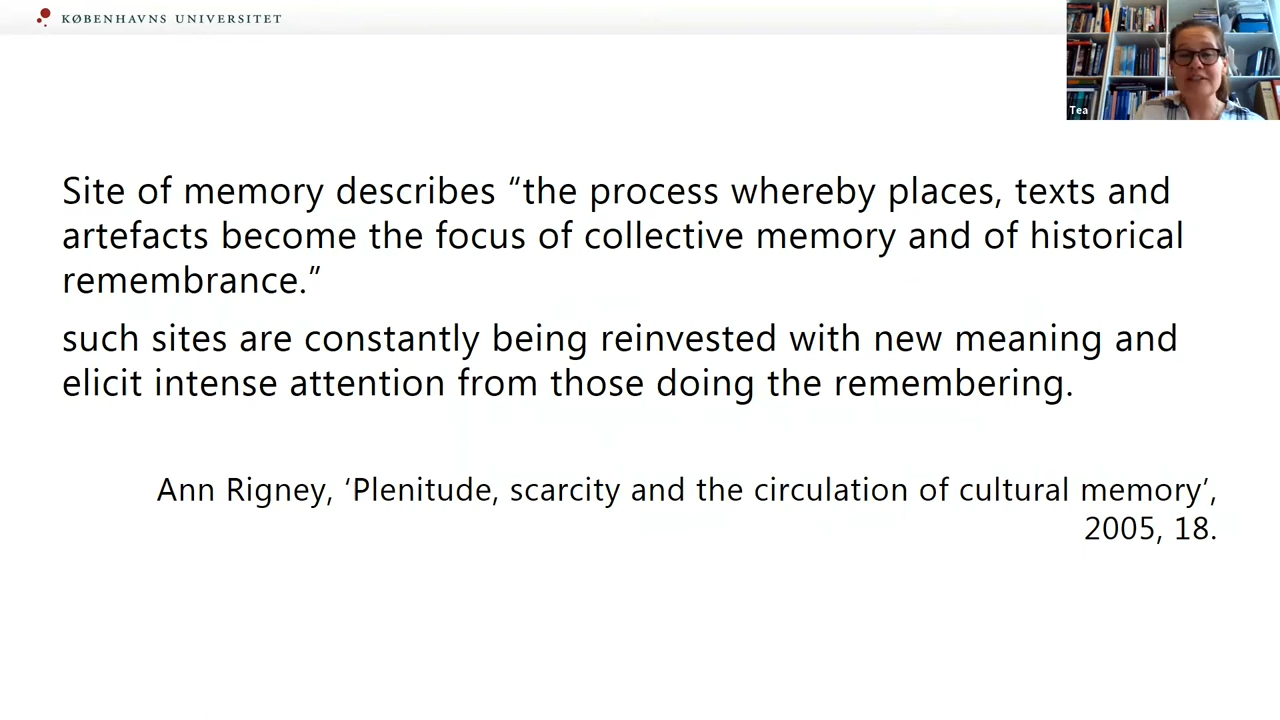 KØBENHAVNS UNIVERSITET
Tea
Site of memory describes “the process whereby places, texts and
artefacts become the focus of collective memory and of historical
remembrance.”
such sites are constantly being reinvested with new meaning and
elicit intense attention from those doing the remembering.
Ann Rigney, ‘Plenitude, scarcity and the circulation of cultural memory’,
2005, 18.